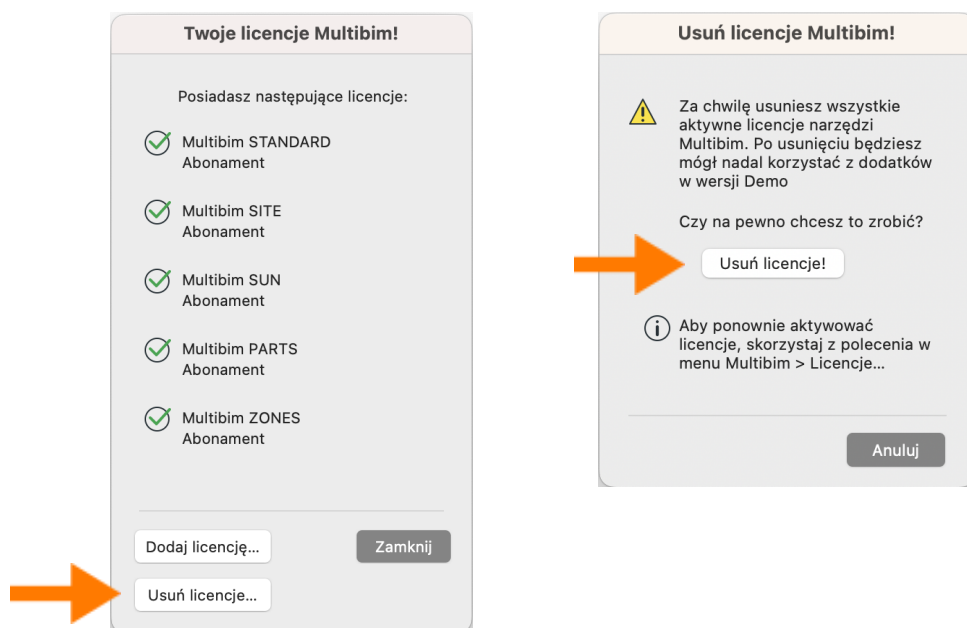 Twoje licencje Multibim!
Posiadasz następujące licencje:
Multibim STANDARD
Abonament
Multibim SITE
Abonament
Multibim SUN
Abonament
Multibim PARTS
Abonament
Multibim ZONES
Abonament
Dodaj licencję...
Zamknij
Usuń licencje...
Usuń licencje Multibim!
Za chwilę usuniesz wszystkie
aktywne licencje narzędzi
Multibim. Po usunięciu będziesz
mógł nadal korzystać z dodatków
w wersji Demo
Czy na pewno chcesz to zrobić?
Usuń licencje!
Aby ponownie aktywować
licencje, skorzystaj z polecenia w
menu Multibim > Licencje...
Anuluj